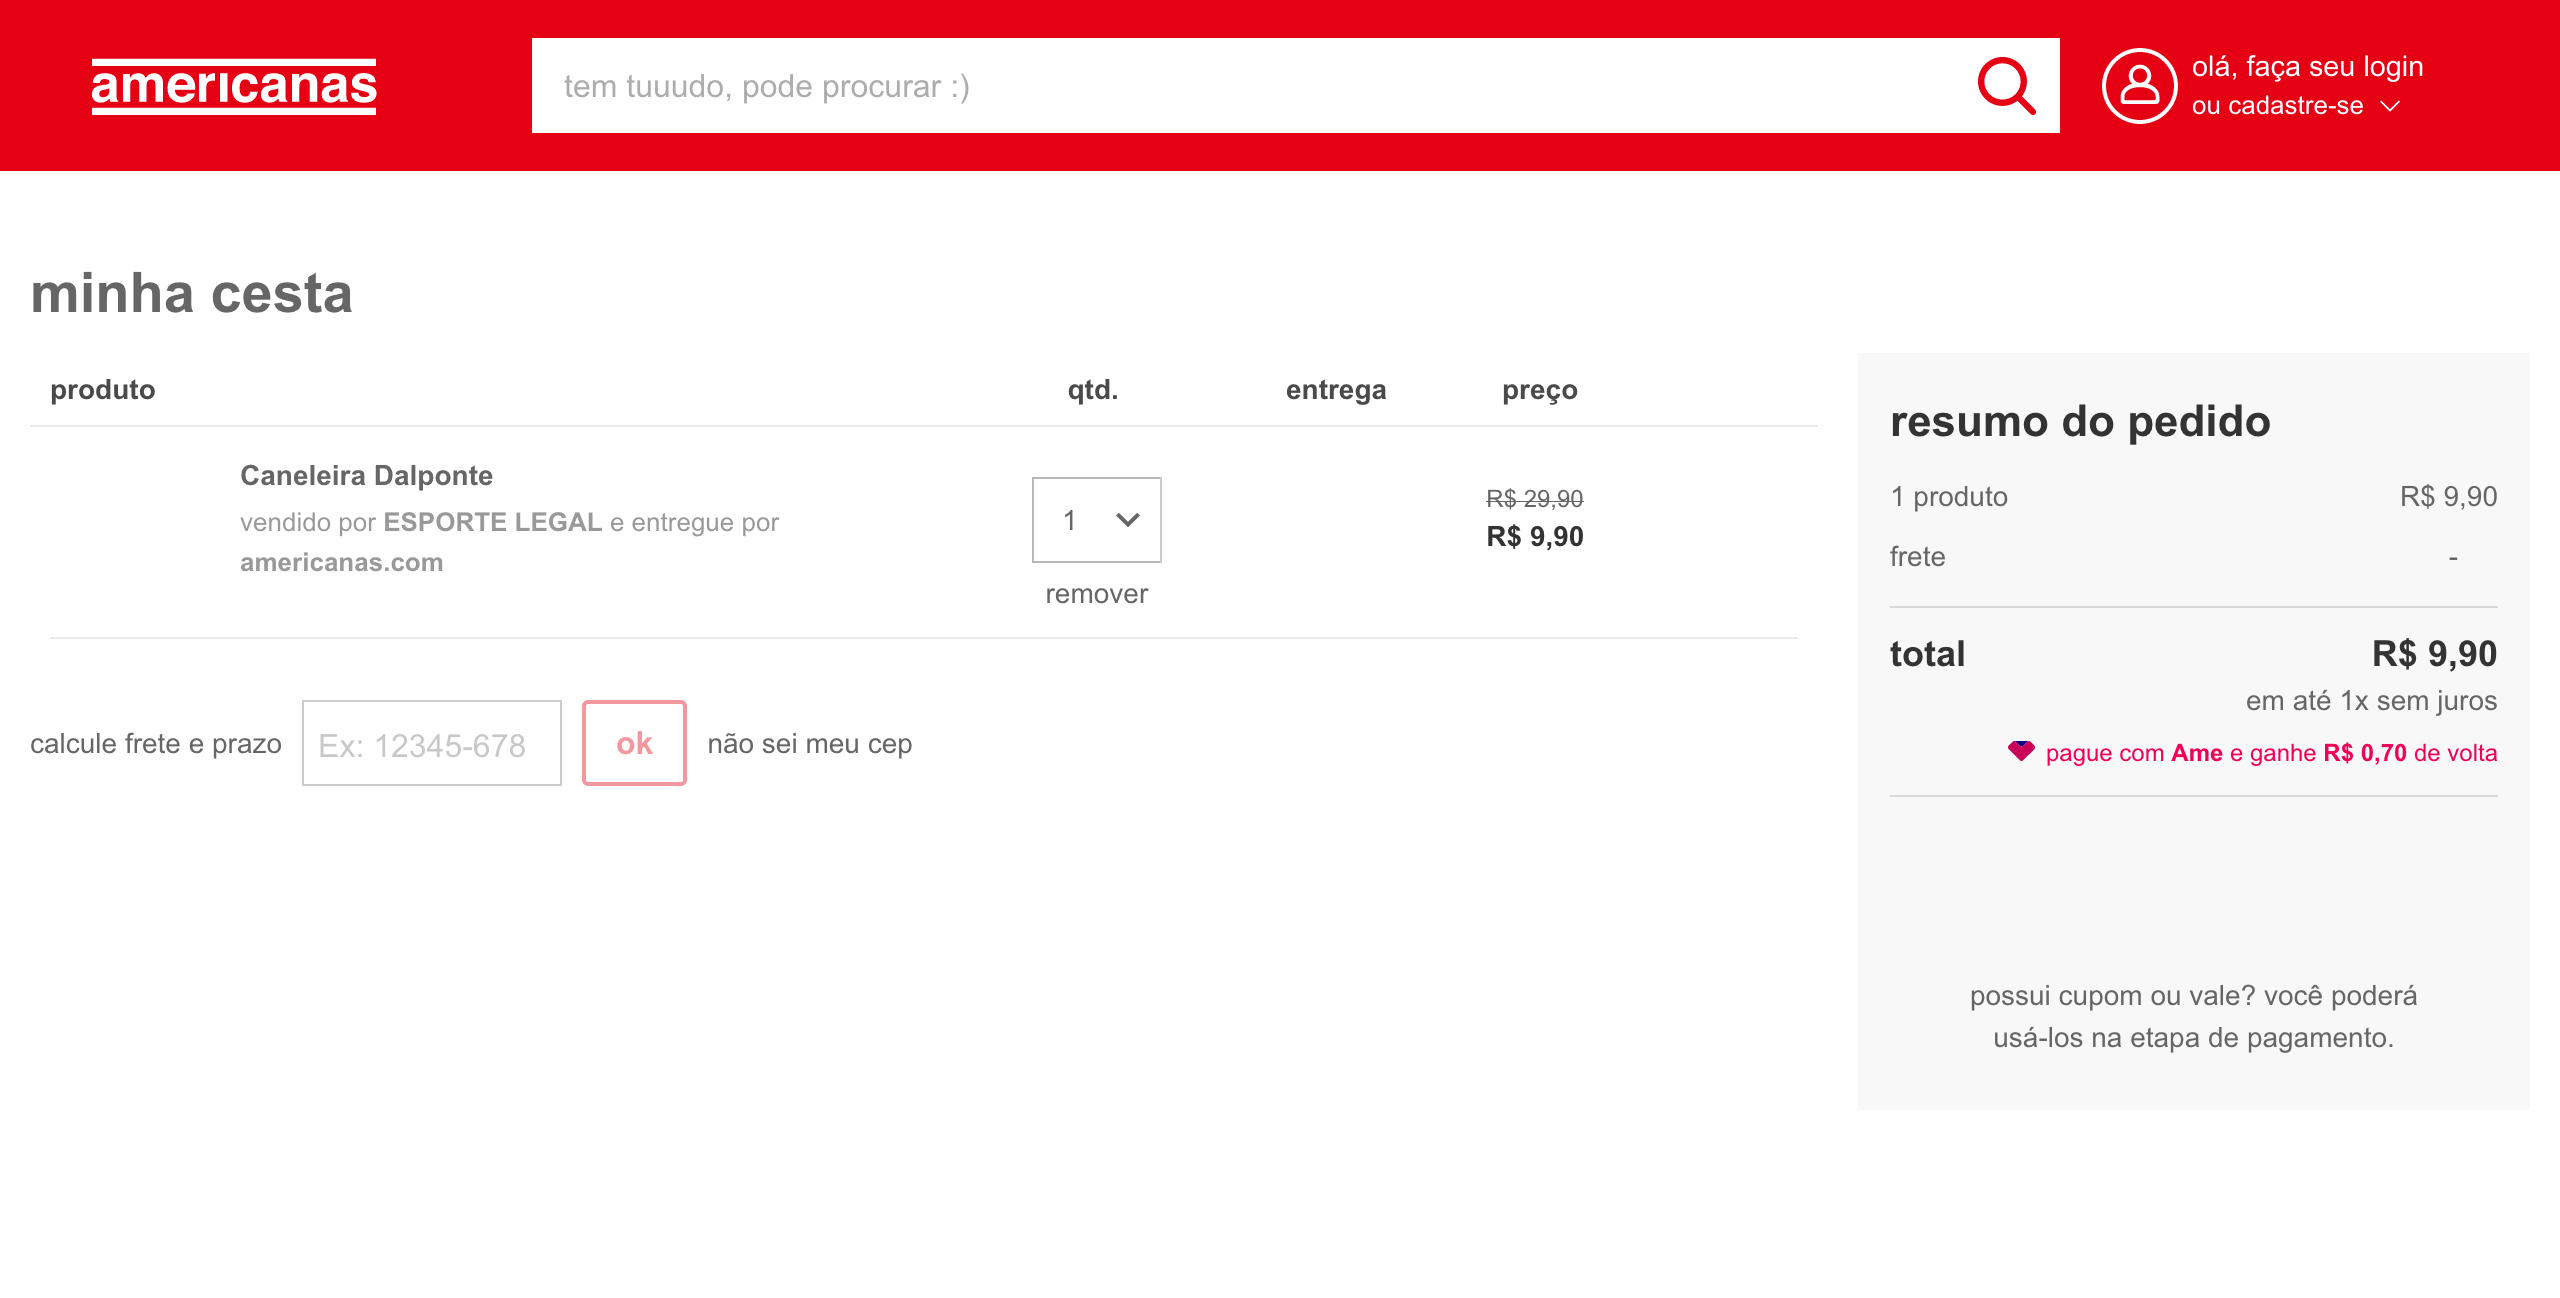 americanas
tem tuuudo, pode procurar :)
olá, faça seu login
ou cadastre-se
minha cesta
produto
qtd.
entrega
preço
Caneleira Dalponte
vendido por ESPORTE LEGAL e entregue por
americanas.com
1
remover
R$ 29,90
R$ 9,90
calcule frete e prazo
Ex: 12345-678
ok
não sei meu cep
resumo do pedido
1 produto R$ 9,90
frete -
total R$ 9,90
em até 1x sem juros
pague com Ame e ganhe R$ 0,70 de volta
possui cupom ou vale? você poderá
usá-los na etapa de pagamento.